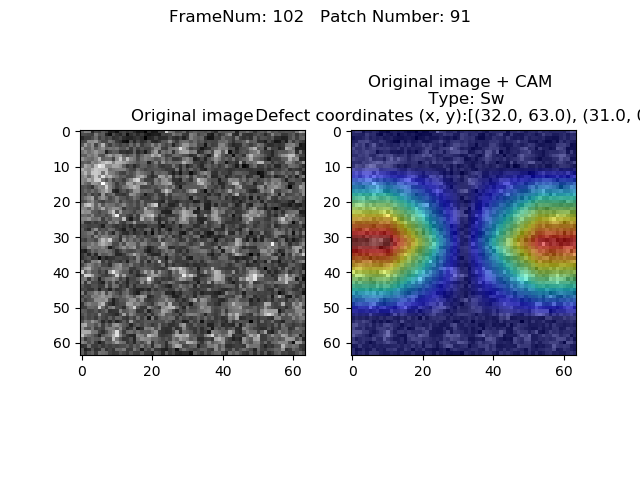 FrameNum: 102   Patch Number: 91
Original image + CAM
Type: Sw
Original image
Defect coordinates (x, y):[(32.0, 63.0), (31.0, 0
0
10
20
30
40
50
60
0 20 40 60
0
10
20
30
40
50
60
0 20 40 60